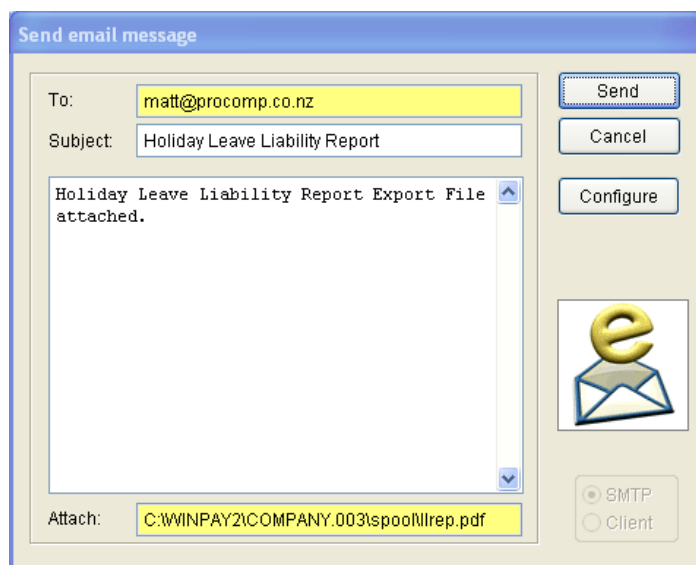 Send email message
To:
matt@procomp.co.nz
Send
Subject:
Holiday Leave Liability Report
Cancel
Holiday Leave Liability Report Export File
attached.
Configure
e
SMTP
Client
Attach:
C:\WINPAY2\COMPANY.003\spool\llrep.pdf